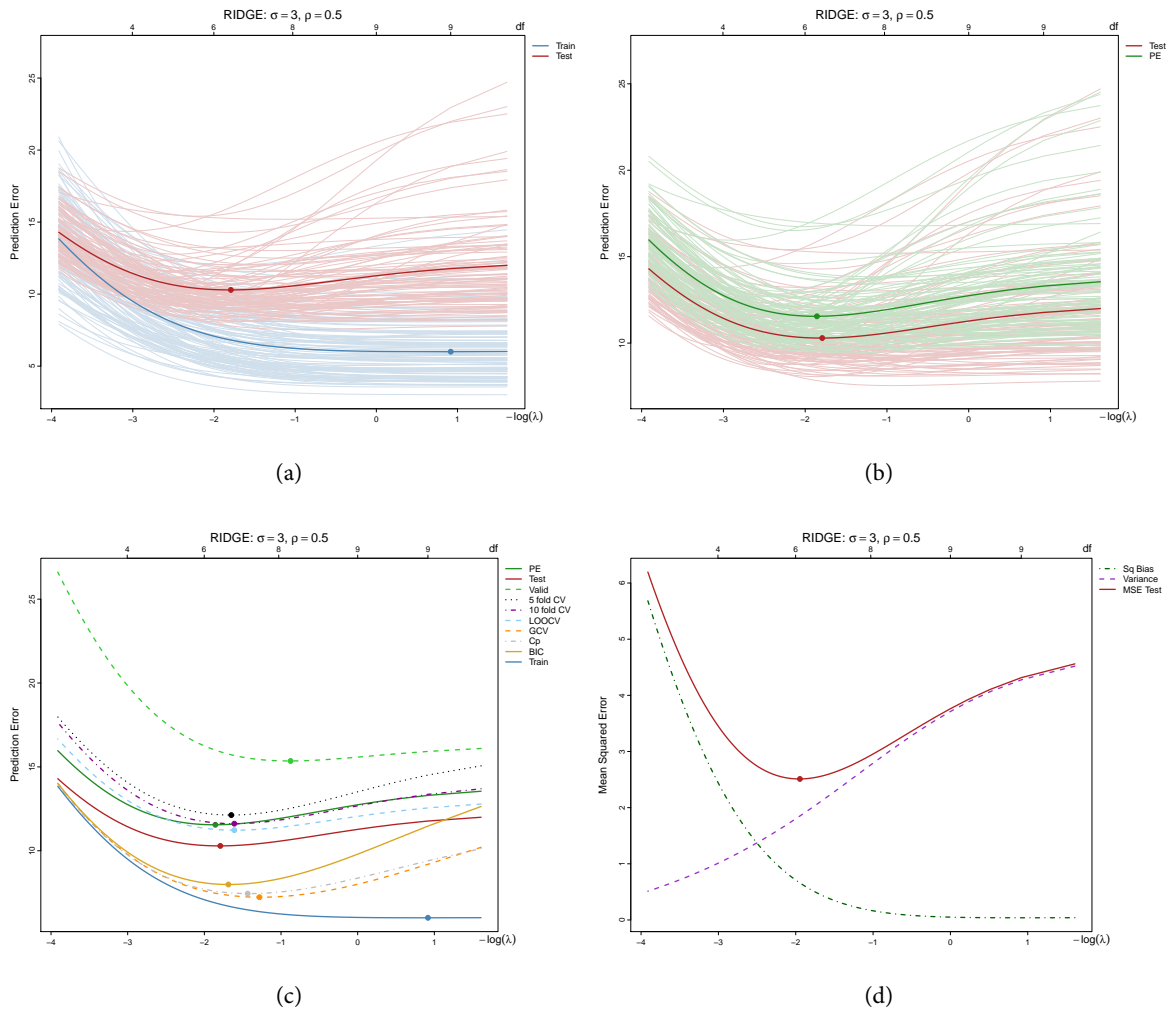 RIDGE: σ = 3, ρ = 0.5
4 6 8 9 9 df
Train
Test
Prediction Error
25
20
15
10
5
−4 −3 −2 −1 0 1 −log(λ)
(a)
RIDGE: σ = 3, ρ = 0.5
4 6 8 9 9 df
Test
PE
Prediction Error
25
20
15
10
−4 −3 −2 −1 0 1 −log(λ)
(b)
RIDGE: σ = 3, ρ = 0.5
4 6 8 9 9 df
PE
Test
Valid
5 fold CV
10 fold CV
LOOCV
GCV
Cp
BIC
Train
Prediction Error
25
20
15
10
−4 −3 −2 −1 0 1 −log(λ)
(c)
RIDGE: σ = 3, ρ = 0.5
4 6 8 9 9 df
Sq Bias
Variance
MSE Test
Mean Squared Error
6
5
4
3
2
1
0
−4 −3 −2 −1 0 1 −log(λ)
(d)